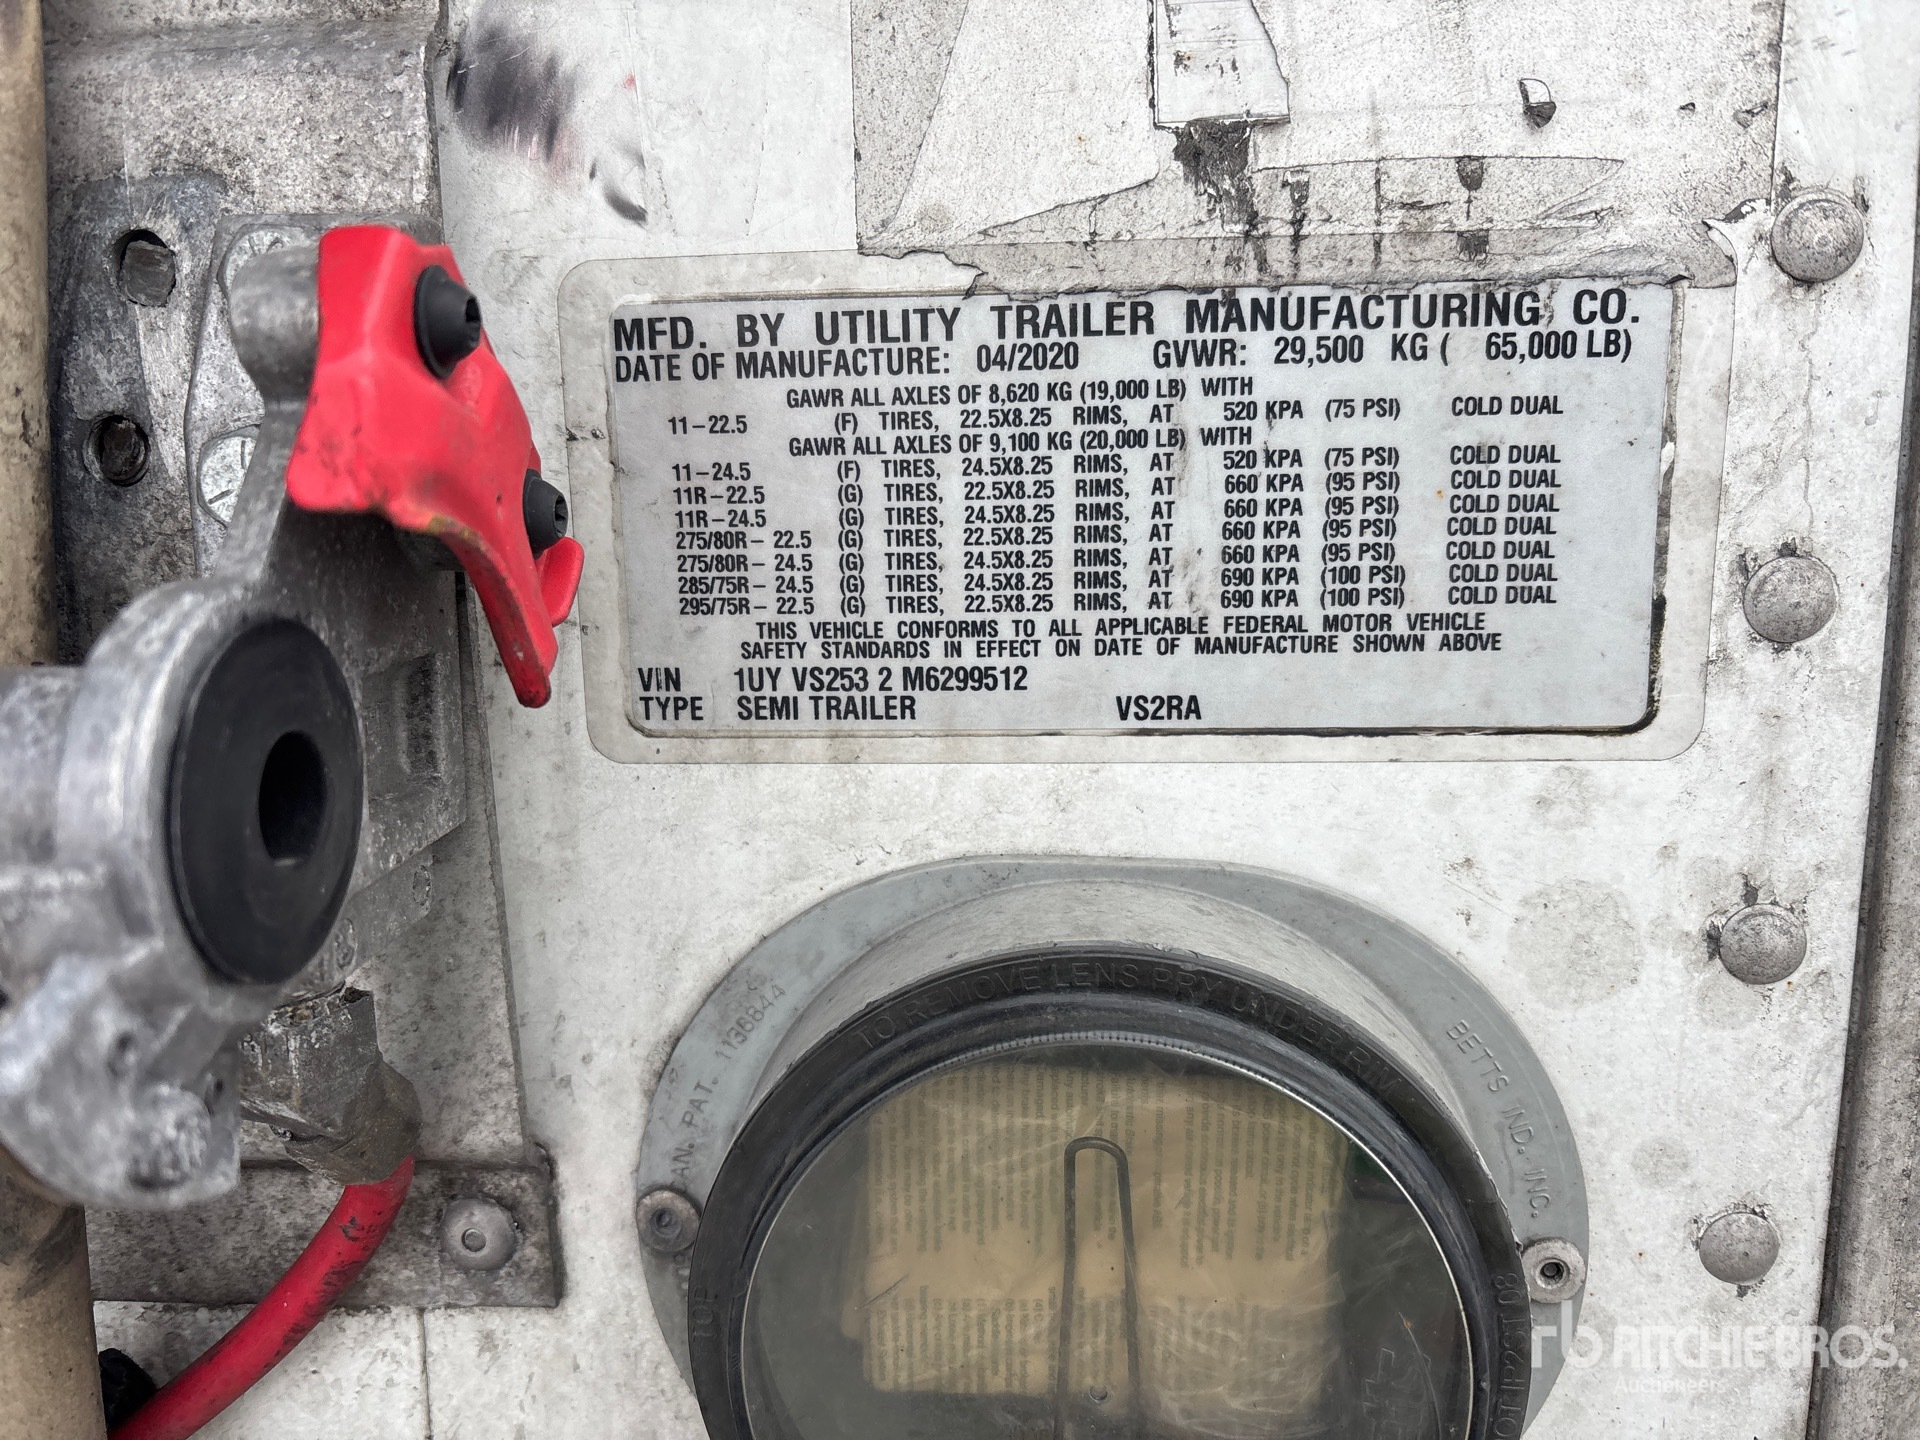 MFD. BY UTILITY TRAILER MANUFACTURING CO.
DATE OF MANUFACTURE: 04/2020 GVWR: 29,500 KG ( 65,000 LB)
GAWR ALL AXLES OF 8,620 KG (19,000 LB) WITH
11-22.5 (F) TIRES, 22.5X8.25 RIMS, AT 520 KPA (75 PSI) COLD DUAL
GAWR ALL AXLES OF 9,100 KG (20,000 LB) WITH
11-24.5 (F) TIRES, 24.5X8.25 RIMS, AT 520 KPA (75 PSI) COLD DUAL
11R-22.5 (G) TIRES, 22.5X8.25 RIMS, AT 660 KPA (95 PSI) COLD DUAL
11R-24.5 (G) TIRES, 24.5X8.25 RIMS, AT 660 KPA (95 PSI) COLD DUAL
275/80R-22.5 (G) TIRES, 22.5X8.25 RIMS, AT 660 KPA (95 PSI) COLD DUAL
275/80R-24.5 (G) TIRES, 24.5X8.25 RIMS, AT 660 KPA (95 PSI) COLD DUAL
285/75R-24.5 (G) TIRES, 24.5X8.25 RIMS, AT 690 KPA (100 PSI) COLD DUAL
295/75R-22.5 (G) TIRES, 22.5X8.25 RIMS, AT 690 KPA (100 PSI) COLD DUAL
THIS VEHICLE CONFORMS TO ALL APPLICABLE FEDERAL MOTOR VEHICLE
SAFETY STANDARDS IN EFFECT ON DATE OF MANUFACTURE SHOWN ABOVE
VIN 1UY VS253 2 M6299512
TYPE SEMI TRAILER VS2RA
TO REMOVE LENS PRY UNDER RIM
PAT. 1136844
BETTS IND. INC.
TOP
rb RITCHIE BROS.
Auctioneers